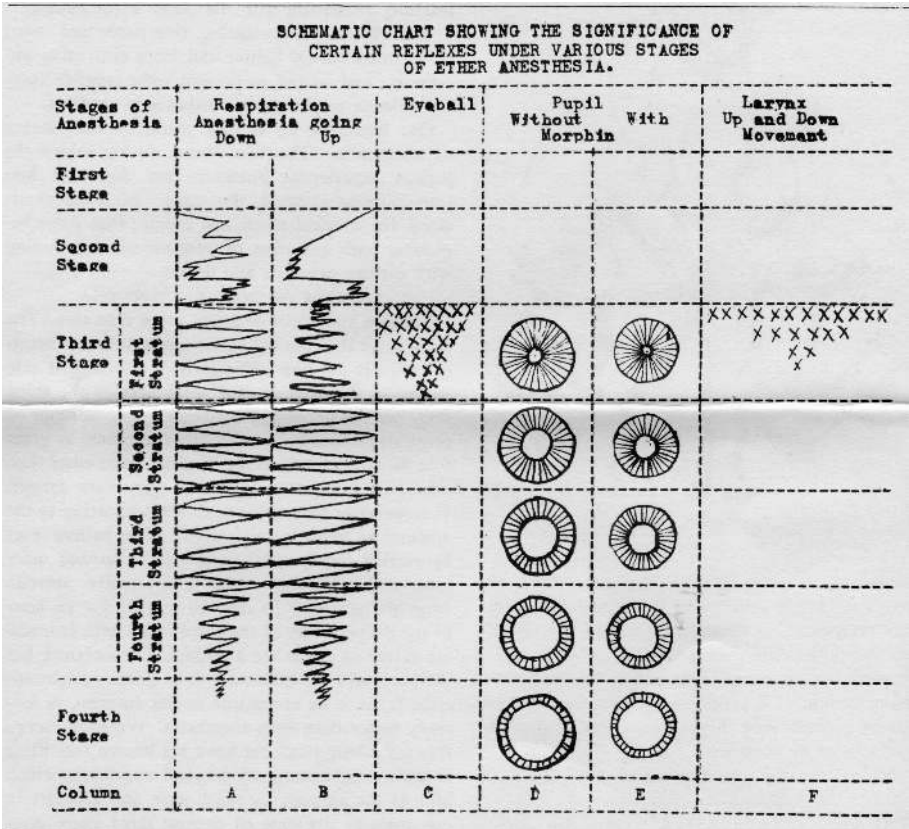 SCHEMATIC CHART SHOWING THE SIGNIFICANCE OF
CERTAIN REFLEXES UNDER VARIOUS STAGES
OF ETHER ANESTHESIA.
Stages of Anesthesia
Respiration
Anesthesia going
Down Up
Eyeball
Pupil
Without With
Morphin
Larynx
Up and Down
Movement
First
Stage
Second
Stage
Third
Stage
First
Stratum
Second
Stratum
Third
Stratum
Fourth
Stratum
Fourth
Stage
Column A B C D E F